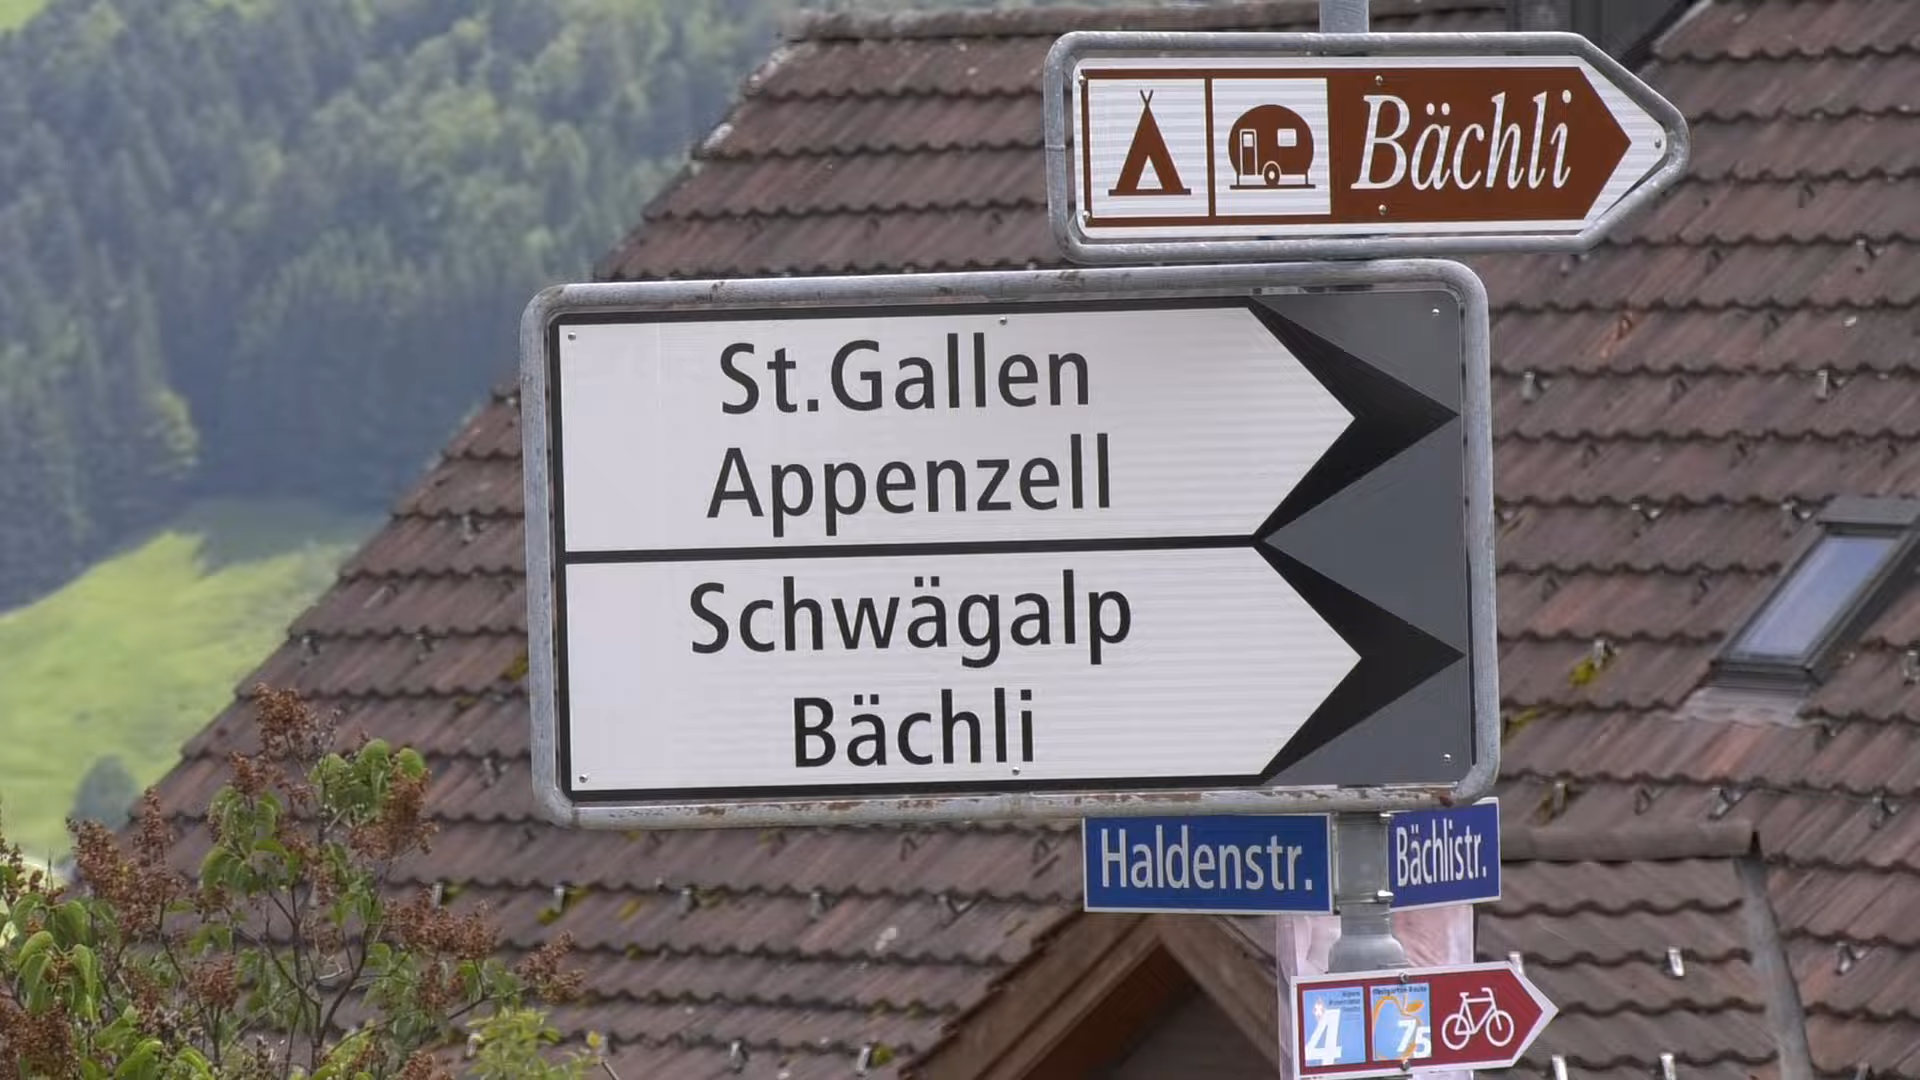 Bächli
St.Gallen
Appenzell
Schwägalp
Bächli
Haldenstr.
Bächlistr.
4
75